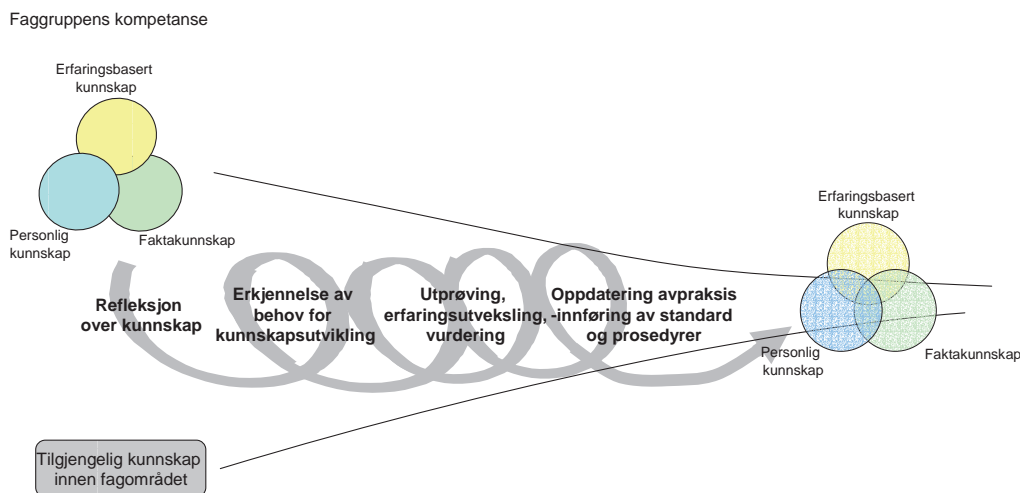 Faggruppens kompetanse
Erfaringsbasert
kunnskap
Personlig
kunnskap
Faktakunnskap
Refleksjon
over kunnskap
Erkjennelse av
behov for
kunnskapsutvikling
Utprøving,
erfaringsutveksling,
vurdering
Oppdatering avpraksis
-innføring av standard
og prosedyrer
Erfaringsbasert
kunnskap
Personlig
kunnskap
Faktakunnskap
Tilgjengelig kunnskap
innen fagområdet